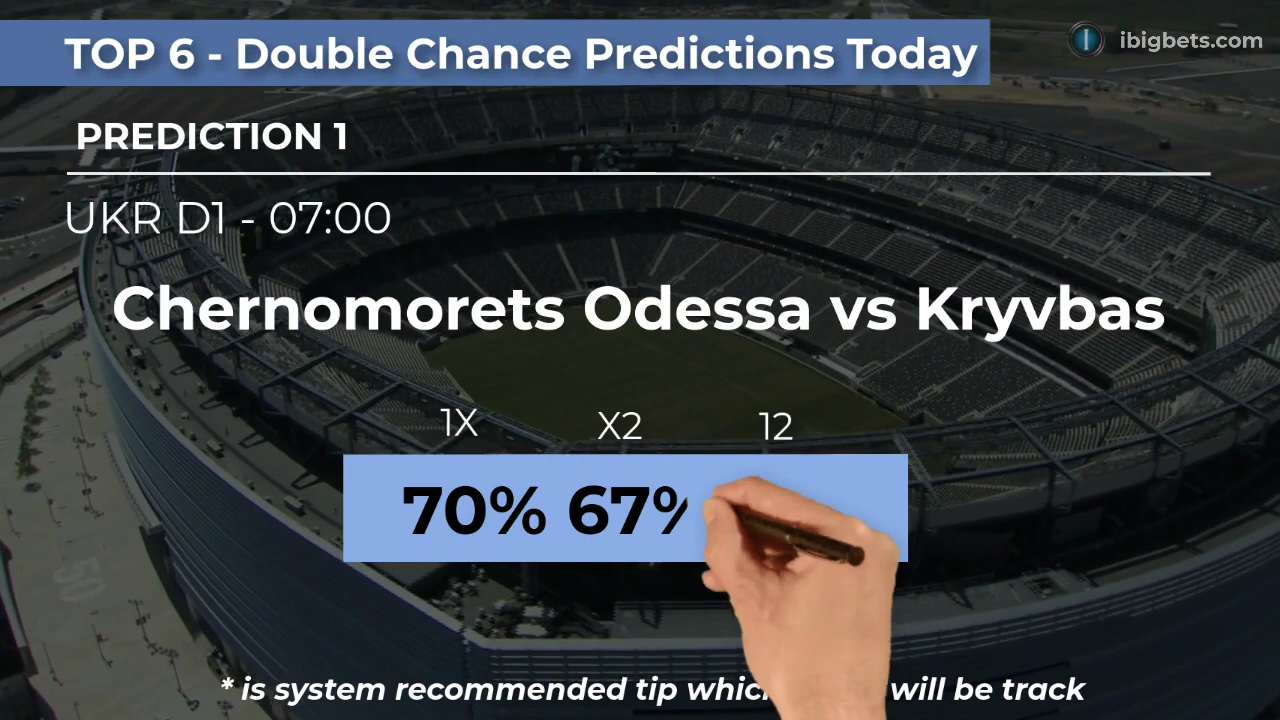 TOP 6 - Double Chance Predictions Today
ibigbets.com
PREDICTION 1
UKR D1 - 07:00
Chernomorets Odessa vs Kryvbas
1X X2 12
70% 67%
* is system recommended tip will be track